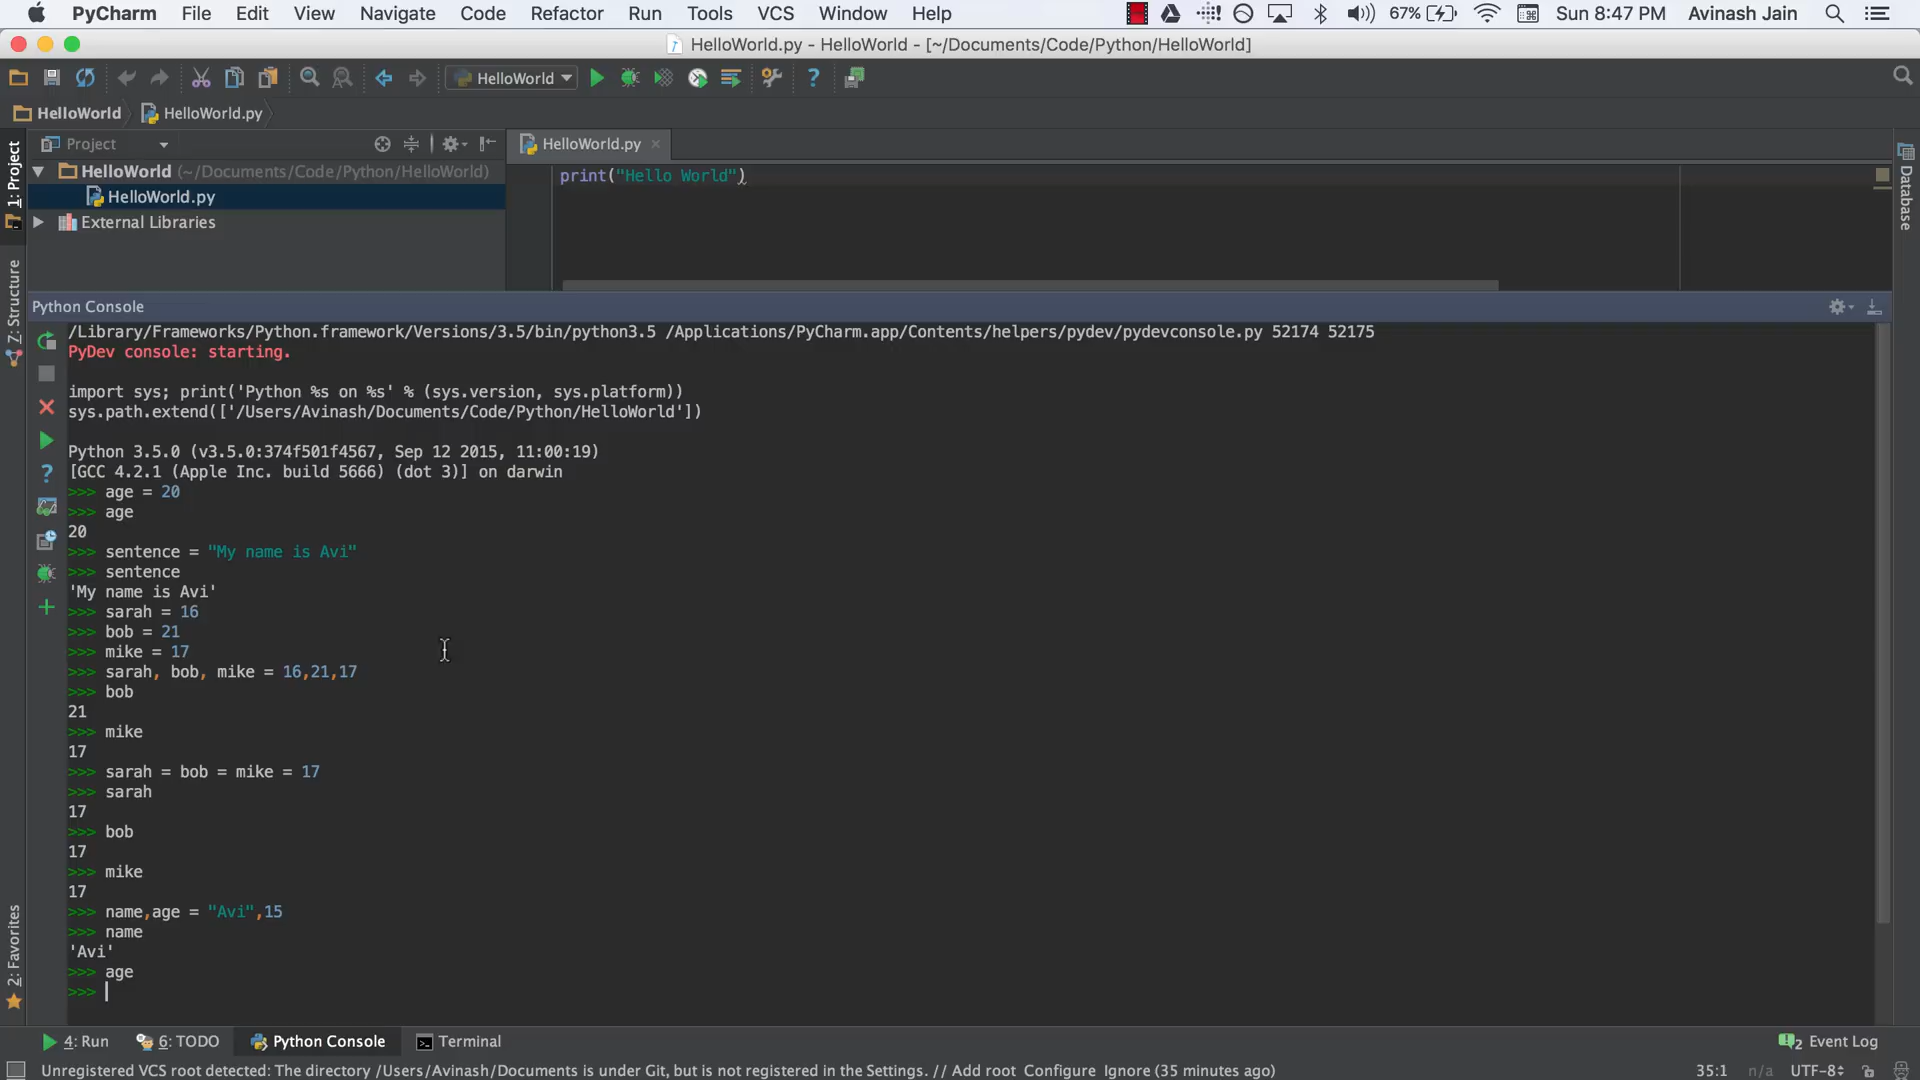 PyCharm File Edit View Navigate Code Refactor Run Tools VCS Window Help 67% Sun 8:47 PM Avinash Jain
HelloWorld.py - HelloWorld - [~/Documents/Code/Python/HelloWorld]
HelloWorld
HelloWorld HelloWorld.py
1: Project
Z: Structure
2: Favorites
Project
HelloWorld (~/Documents/Code/Python/HelloWorld)
HelloWorld.py
External Libraries
HelloWorld.py
print("Hello World")
Database
Python Console
/Library/Frameworks/Python.framework/Versions/3.5/bin/python3.5 /Applications/PyCharm.app/Contents/helpers/pydev/pydevconsole.py 52174 52175
PyDev console: starting.
import sys; print('Python %s on %s' % (sys.version, sys.platform))
sys.path.extend(['/Users/Avinash/Documents/Code/Python/HelloWorld'])
Python 3.5.0 (v3.5.0:374f501f4567, Sep 12 2015, 11:00:19)
[GCC 4.2.1 (Apple Inc. build 5666) (dot 3)] on darwin
>>> age = 20
>>> age
20
>>> sentence = "My name is Avi"
>>> sentence
'My name is Avi'
>>> sarah = 16
>>> bob = 21
>>> mike = 17
>>> sarah, bob, mike = 16,21,17
>>> bob
21
>>> mike
17
>>> sarah = bob = mike = 17
>>> sarah
17
>>> bob
17
>>> mike
17
>>> name,age = "Avi",15
>>> name
'Avi'
>>> age
>>>
4: Run 6: TODO Python Console Terminal 2 Event Log
Unregistered VCS root detected: The directory /Users/Avinash/Documents is under Git, but is not registered in the Settings. // Add root Configure Ignore (35 minutes ago) 35:1 n/a UTF-8